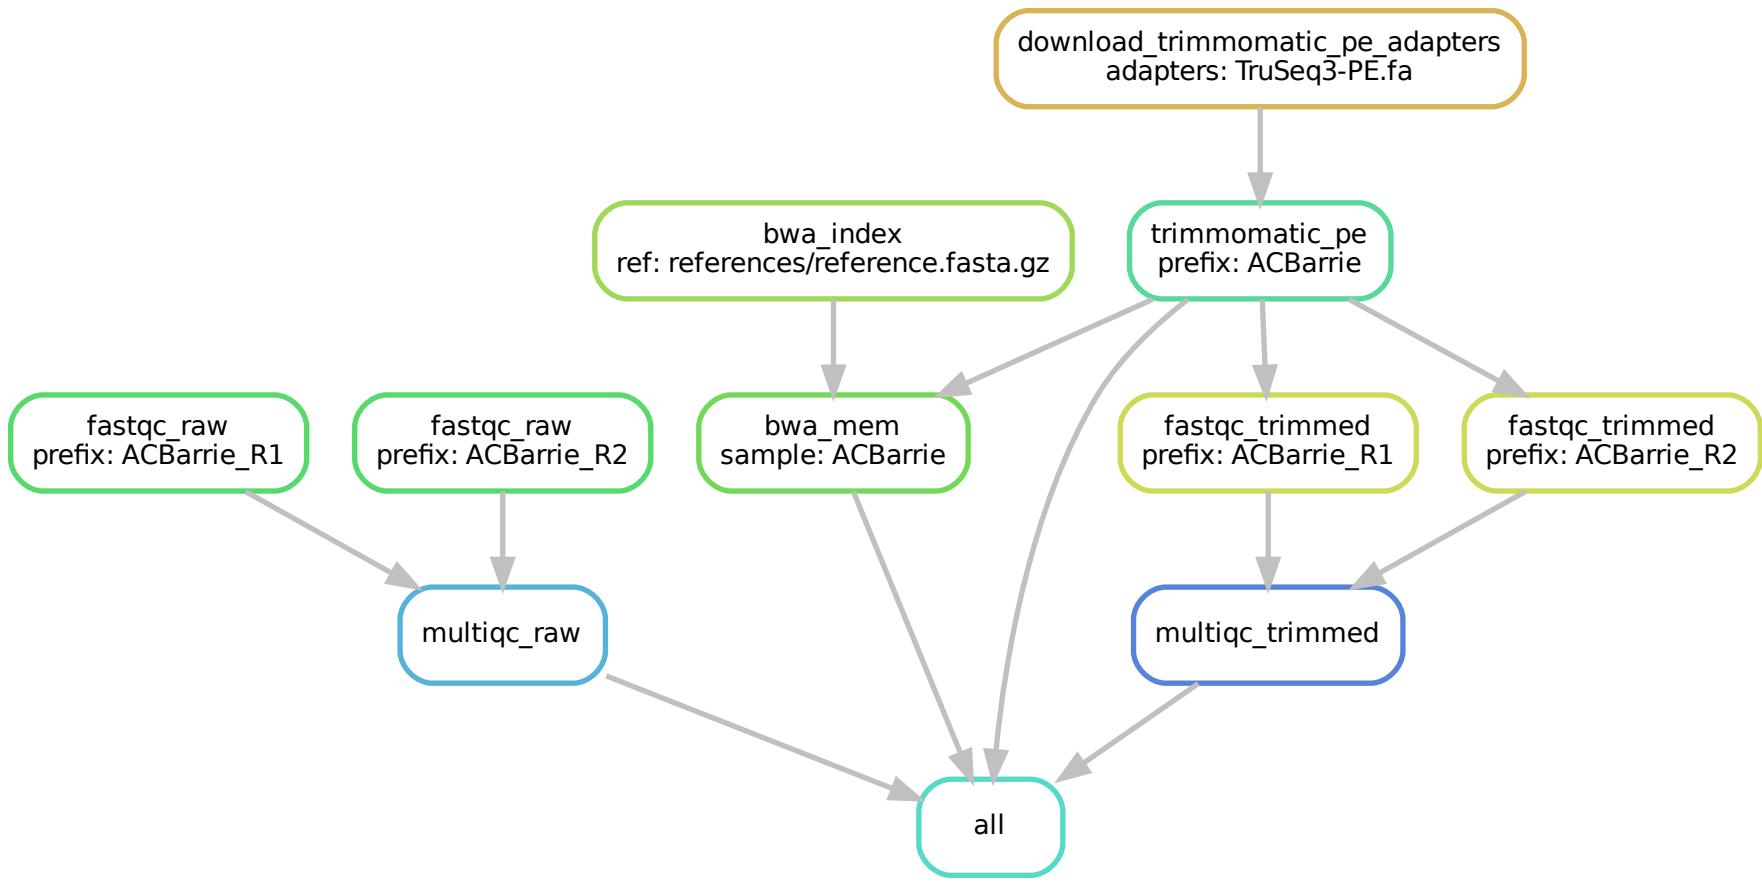 download_trimmomatic_pe_adapters
adapters: TruSeq3-PE.fa
bwa_index
ref: references/reference.fasta.gz
trimmomatic_pe
prefix: ACBarrie
fastqc_raw
prefix: ACBarrie_R1
fastqc_raw
prefix: ACBarrie_R2
bwa_mem
sample: ACBarrie
fastqc_trimmed
prefix: ACBarrie_R1
fastqc_trimmed
prefix: ACBarrie_R2
multiqc_raw
multiqc_trimmed
all